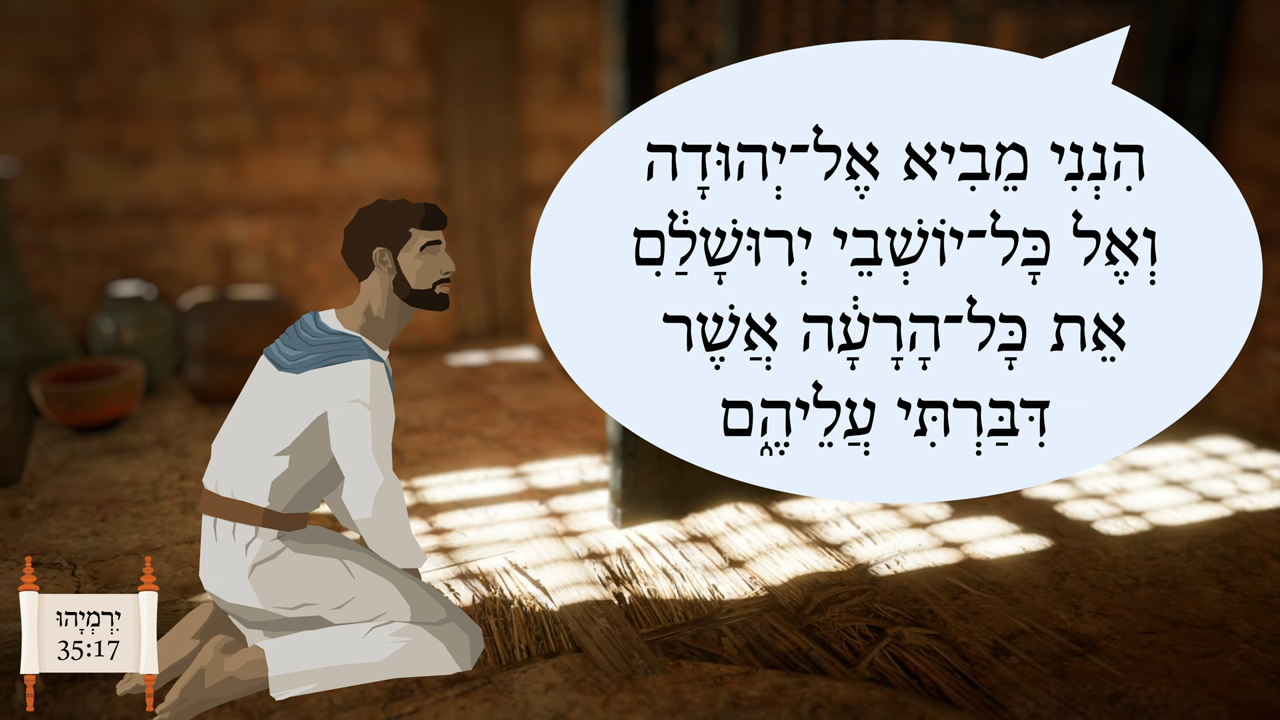 הִנְנִי מֵבִיא אֶל־יְהוּדָה
וְאֶל כָּל־יוֹשְׁבֵי יְרוּשָׁלִַ֔ם
אֵת כָּל־הָרָעָ֔ה אֲשֶׁר
דִּבַּרְתִּי עֲלֵיהֶ֑ם
יִרְמְיָהוּ
35:17